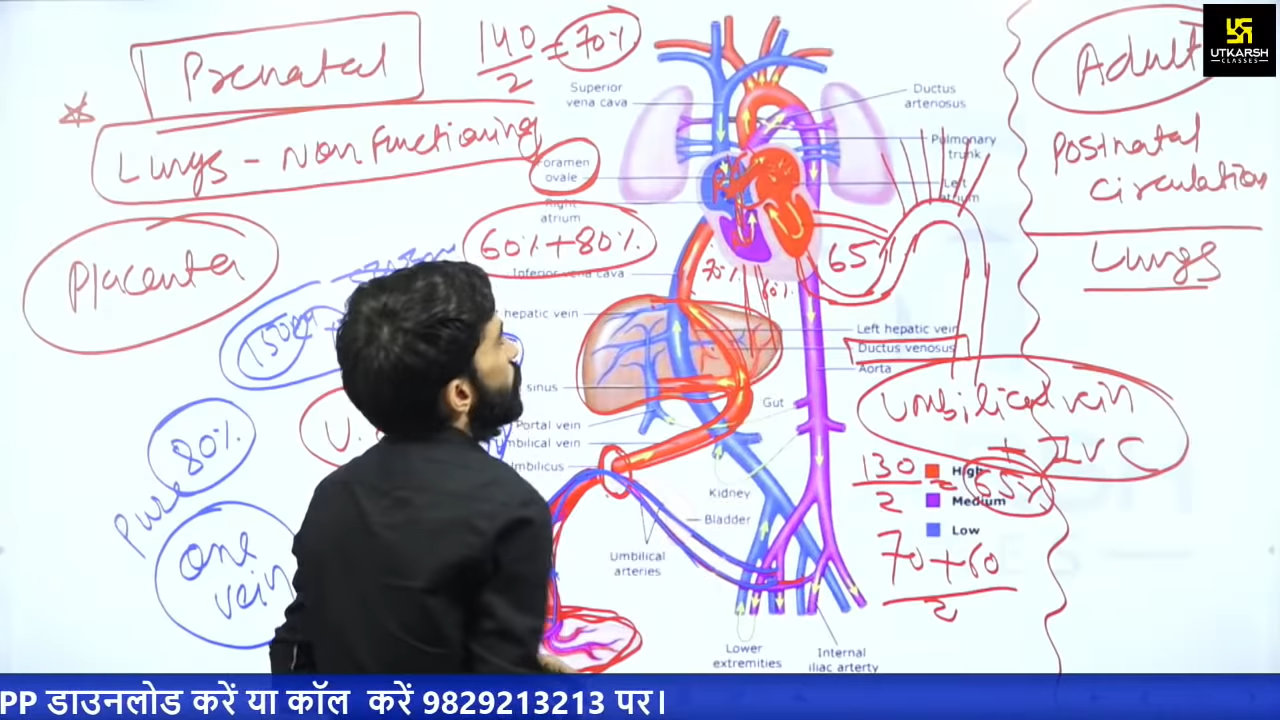 Prenatal
140/2 = 70%
Lungs - Non functioning
Placenta
60% + 80%
80%
Pure
one
vein
U.
Superior
vena cava
Foramen
ovale
Right
atrium
Inferior vena cava
t hepatic vein
sinus
Portal vein
Umbilical vein
Umbilicus
Umbilical
arteries
Bladder
Kidney
Gut
Lower
extremities
Internal
iliac arterty
Ductus
artenosus
Pulmonary
trunk
Left
atrium
70%
60%
65
Left hepatic vein
Ductus venosus
Aorta
Umbilical vein
+ IVC
130/2 = 65%
High
Medium
Low
70+60
2
UTKARSH
CLASSES
Adult
Postnatal
circulation
Lungs
PP डाउनलोड करें या कॉल करें 9829213213 पर।